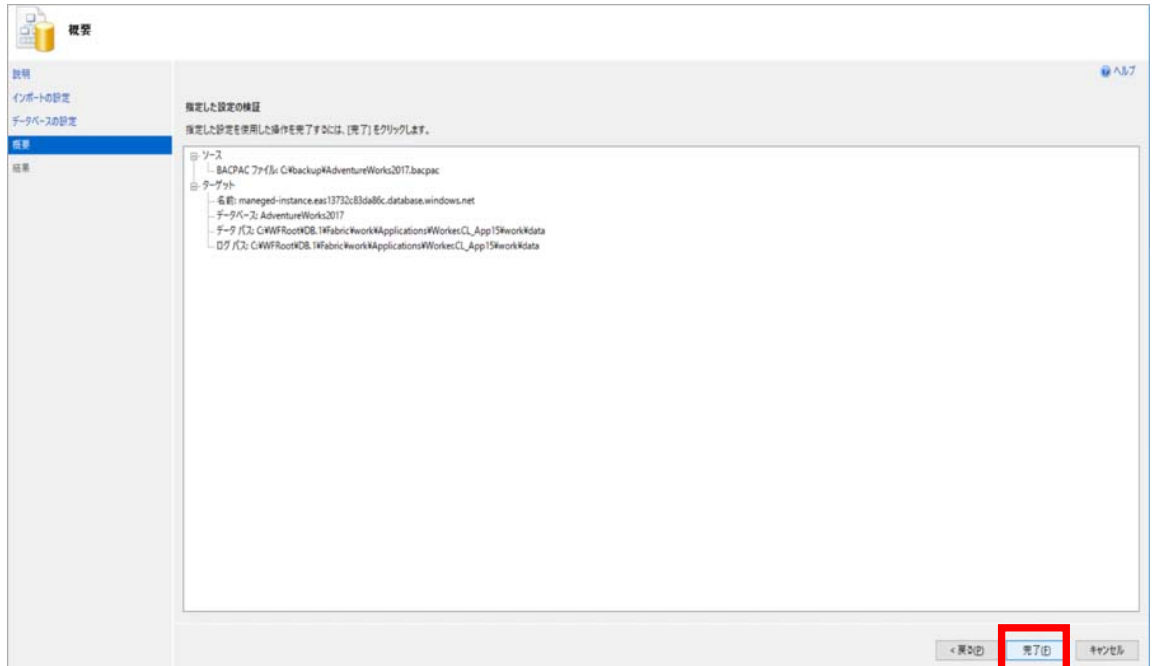 概要
ヘルプ
説明
インポートの設定
データベースの設定
概要
結果
指定した設定の検証
指定した設定を使用した操作を完了するには、[完了] をクリックします。
ソース
BACPAC ファイル: C:¥backup¥AdventureWorks2017.bacpac
ターゲット
名前: maneged-instance.eas13732c83da86c.database.windows.net
データベース: AdventureWorks2017
データ パス: C:¥WFRoot¥DB.1¥Fabric¥work¥Applications¥Worker.CL_App15¥work¥data
ログ パス: C:¥WFRoot¥DB.1¥Fabric¥work¥Applications¥Worker.CL_App15¥work¥data
< 戻る(P)
完了(F)
キャンセル